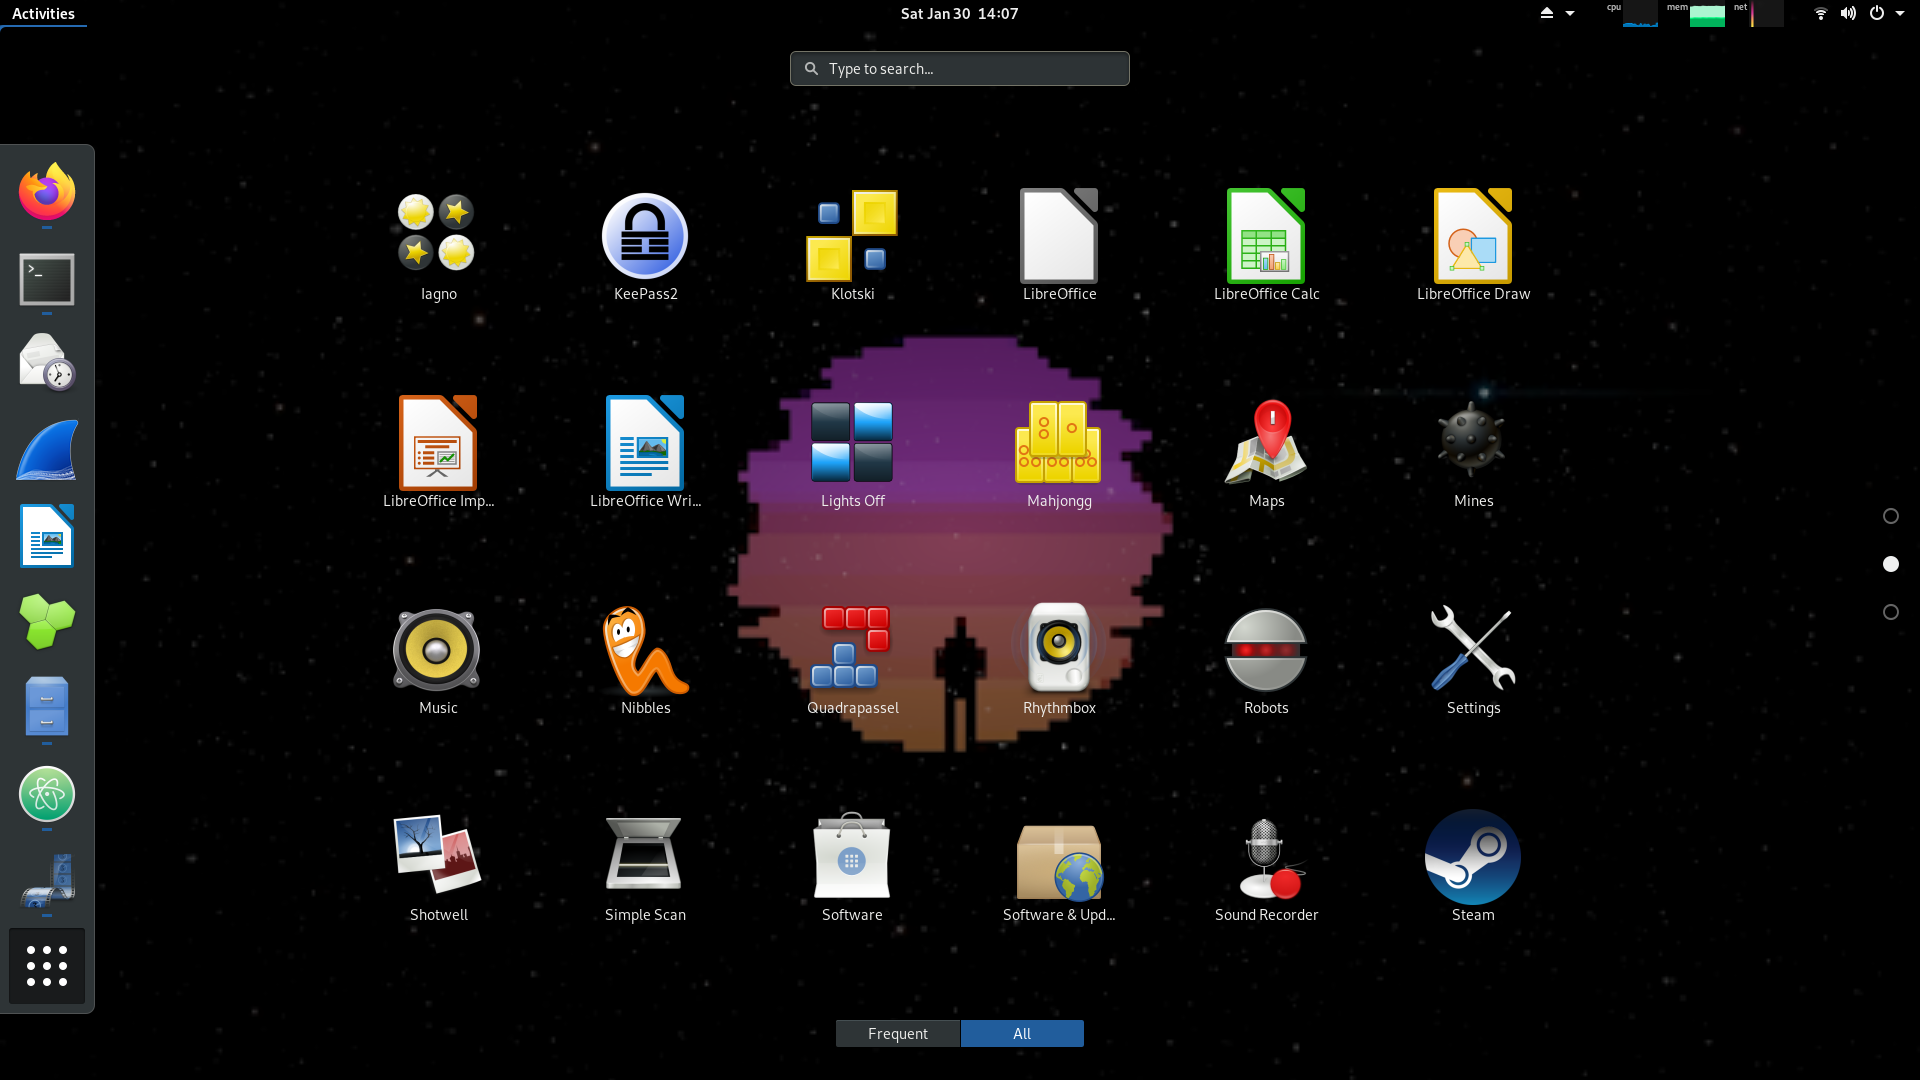 Activities
Sat Jan 30 14:07
cpu
mem
net
Type to search...
Iagno
KeePass2
Klotski
LibreOffice
LibreOffice Calc
LibreOffice Draw
LibreOffice Imp...
LibreOffice Wri...
Lights Off
Mahjongg
Maps
Mines
Music
Nibbles
Quadrapassel
Rhythmbox
Robots
Settings
Shotwell
Simple Scan
Software
Software & Upd...
Sound Recorder
Steam
Frequent
All